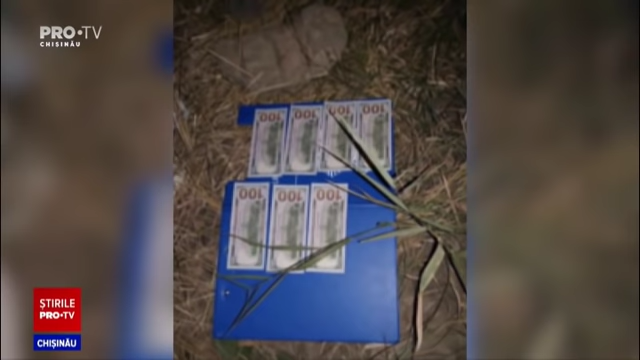 PRO•TV
CHIȘINĂU
100 100 100 100
100 100 100
ȘTIRILE
PRO•TV
CHIȘINĂU